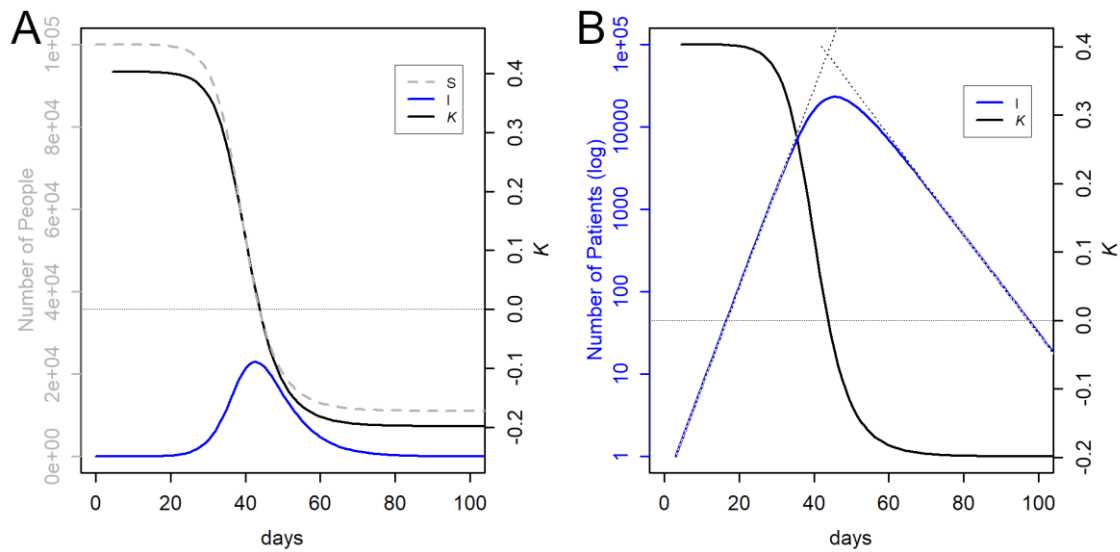 A
Number of People
0e+00
2e+04
4e+04
6e+04
8e+04
1e+05
S
I
K
0.4
0.3
0.2
0.1
0.0
-0.1
-0.2
K
0 20 40 60 80 100
days
B
Number of Patients (log)
1
10
100
1000
10000
1e+05
I
K
0.4
0.3
0.2
0.1
0.0
-0.1
-0.2
K
0 20 40 60 80 100
days